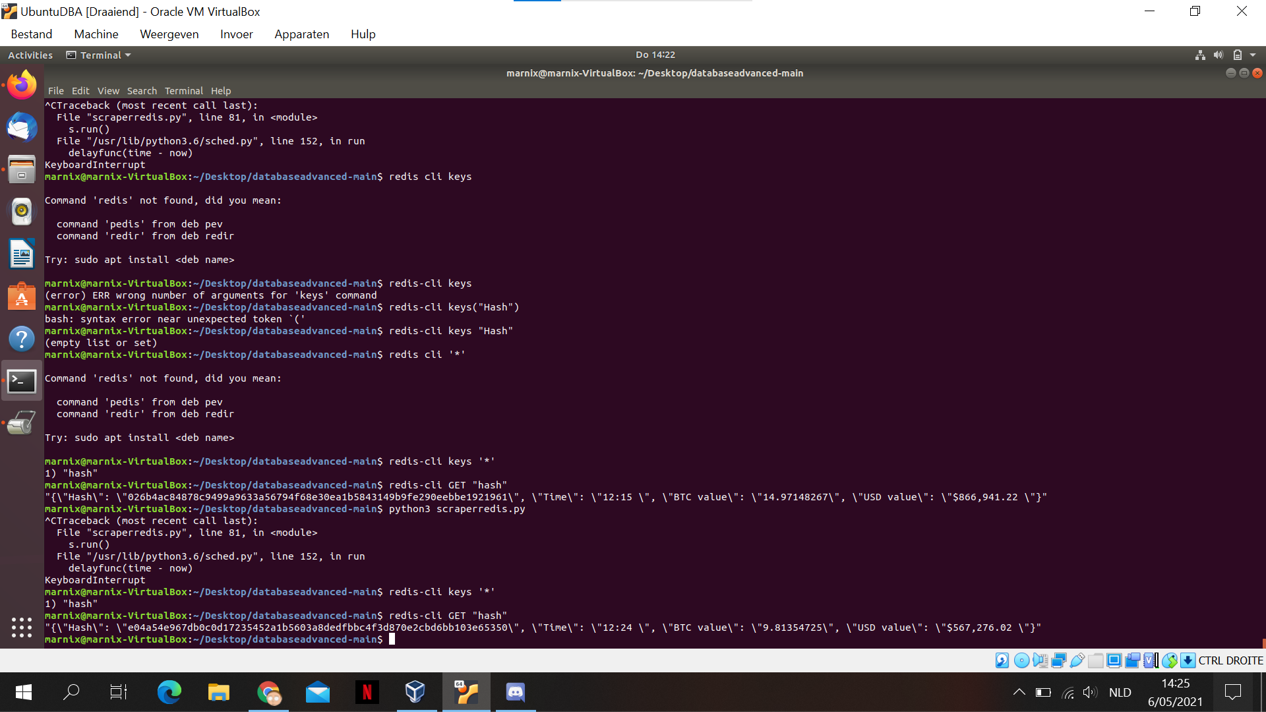 UbuntuDBA [Draaiend] - Oracle VM VirtualBox
Bestand Machine Weergeven Invoer Apparaten Hulp
Activities Terminal Do 14:22
marnix@marnix-VirtualBox: ~/Desktop/databaseadvanced-main
File Edit View Search Terminal Help
^CTraceback (most recent call last):
  File "scraperredis.py", line 81, in <module>
    s.run()
  File "/usr/lib/python3.6/sched.py", line 152, in run
    delayfunc(time - now)
KeyboardInterrupt
marnix@marnix-VirtualBox:~/Desktop/databaseadvanced-main$ redis cli keys
Command 'redis' not found, did you mean:
  command 'pedis' from deb pev
  command 'redir' from deb redir
Try: sudo apt install <deb name>
marnix@marnix-VirtualBox:~/Desktop/databaseadvanced-main$ redis-cli keys
(error) ERR wrong number of arguments for 'keys' command
marnix@marnix-VirtualBox:~/Desktop/databaseadvanced-main$ redis-cli keys("Hash")
bash: syntax error near unexpected token `('
marnix@marnix-VirtualBox:~/Desktop/databaseadvanced-main$ redis-cli keys "Hash"
(empty list or set)
marnix@marnix-VirtualBox:~/Desktop/databaseadvanced-main$ redis cli '*'
Command 'redis' not found, did you mean:
  command 'pedis' from deb pev
  command 'redir' from deb redir
Try: sudo apt install <deb name>
marnix@marnix-VirtualBox:~/Desktop/databaseadvanced-main$ redis-cli keys '*'
1) "hash"
marnix@marnix-VirtualBox:~/Desktop/databaseadvanced-main$ redis-cli GET "hash"
"{\"Hash\": \"026b4ac84878c9499a9633a56794f68e30ea1b5843149b9fe290eebbe1921961\", \"Time\": \"12:15 \", \"BTC value\": \"14.97148267\", \"USD value\": \"$866,941.22 \"}"
marnix@marnix-VirtualBox:~/Desktop/databaseadvanced-main$ python3 scraperredis.py
^CTraceback (most recent call last):
  File "scraperredis.py", line 81, in <module>
    s.run()
  File "/usr/lib/python3.6/sched.py", line 152, in run
    delayfunc(time - now)
KeyboardInterrupt
marnix@marnix-VirtualBox:~/Desktop/databaseadvanced-main$ redis-cli keys '*'
1) "hash"
marnix@marnix-VirtualBox:~/Desktop/databaseadvanced-main$ redis-cli GET "hash"
"{\"Hash\": \"e04a54e967db0c0d17235452a1b5603a8dedfbbc4f3d870e2cbd6bb103e65350\", \"Time\": \"12:24 \", \"BTC value\": \"9.81354725\", \"USD value\": \"$567,276.02 \"}"
marnix@marnix-VirtualBox:~/Desktop/databaseadvanced-main$
CTRL DROITE
NLD
14:25
6/05/2021